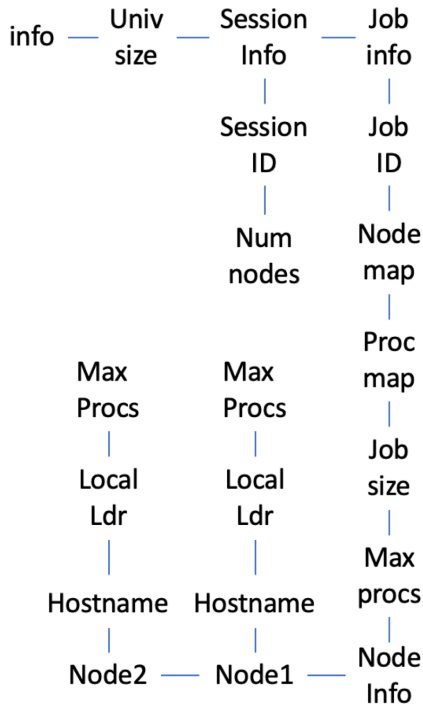 info
Univ
size
Session
Info
Job
info
Session
ID
Job
ID
Num
nodes
Node
map
Max
Procs
Max
Procs
Proc
map
Local
Ldr
Local
Ldr
Job
size
Hostname
Hostname
Max
procs
Node2
Node1
Node
Info